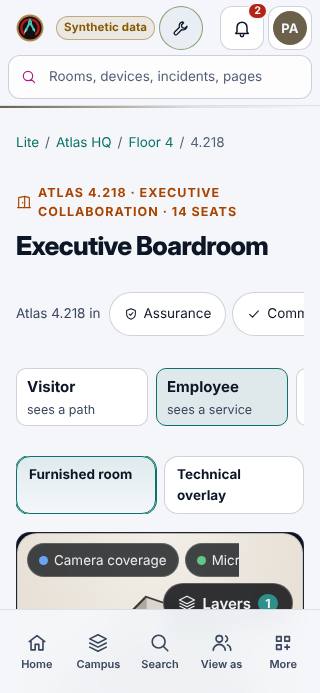 Synthetic data
2
PA
Rooms, devices, incidents, pages
Lite / Atlas HQ / Floor 4 / 4.218
ATLAS 4.218 · EXECUTIVE
COLLABORATION · 14 SEATS
Executive Boardroom
Atlas 4.218 in
Assurance
Comm
Visitor
sees a path
Employee
sees a service
Furnished room
Technical
overlay
Camera coverage
Micr
Layers 1
Home
Campus
Search
View as
More